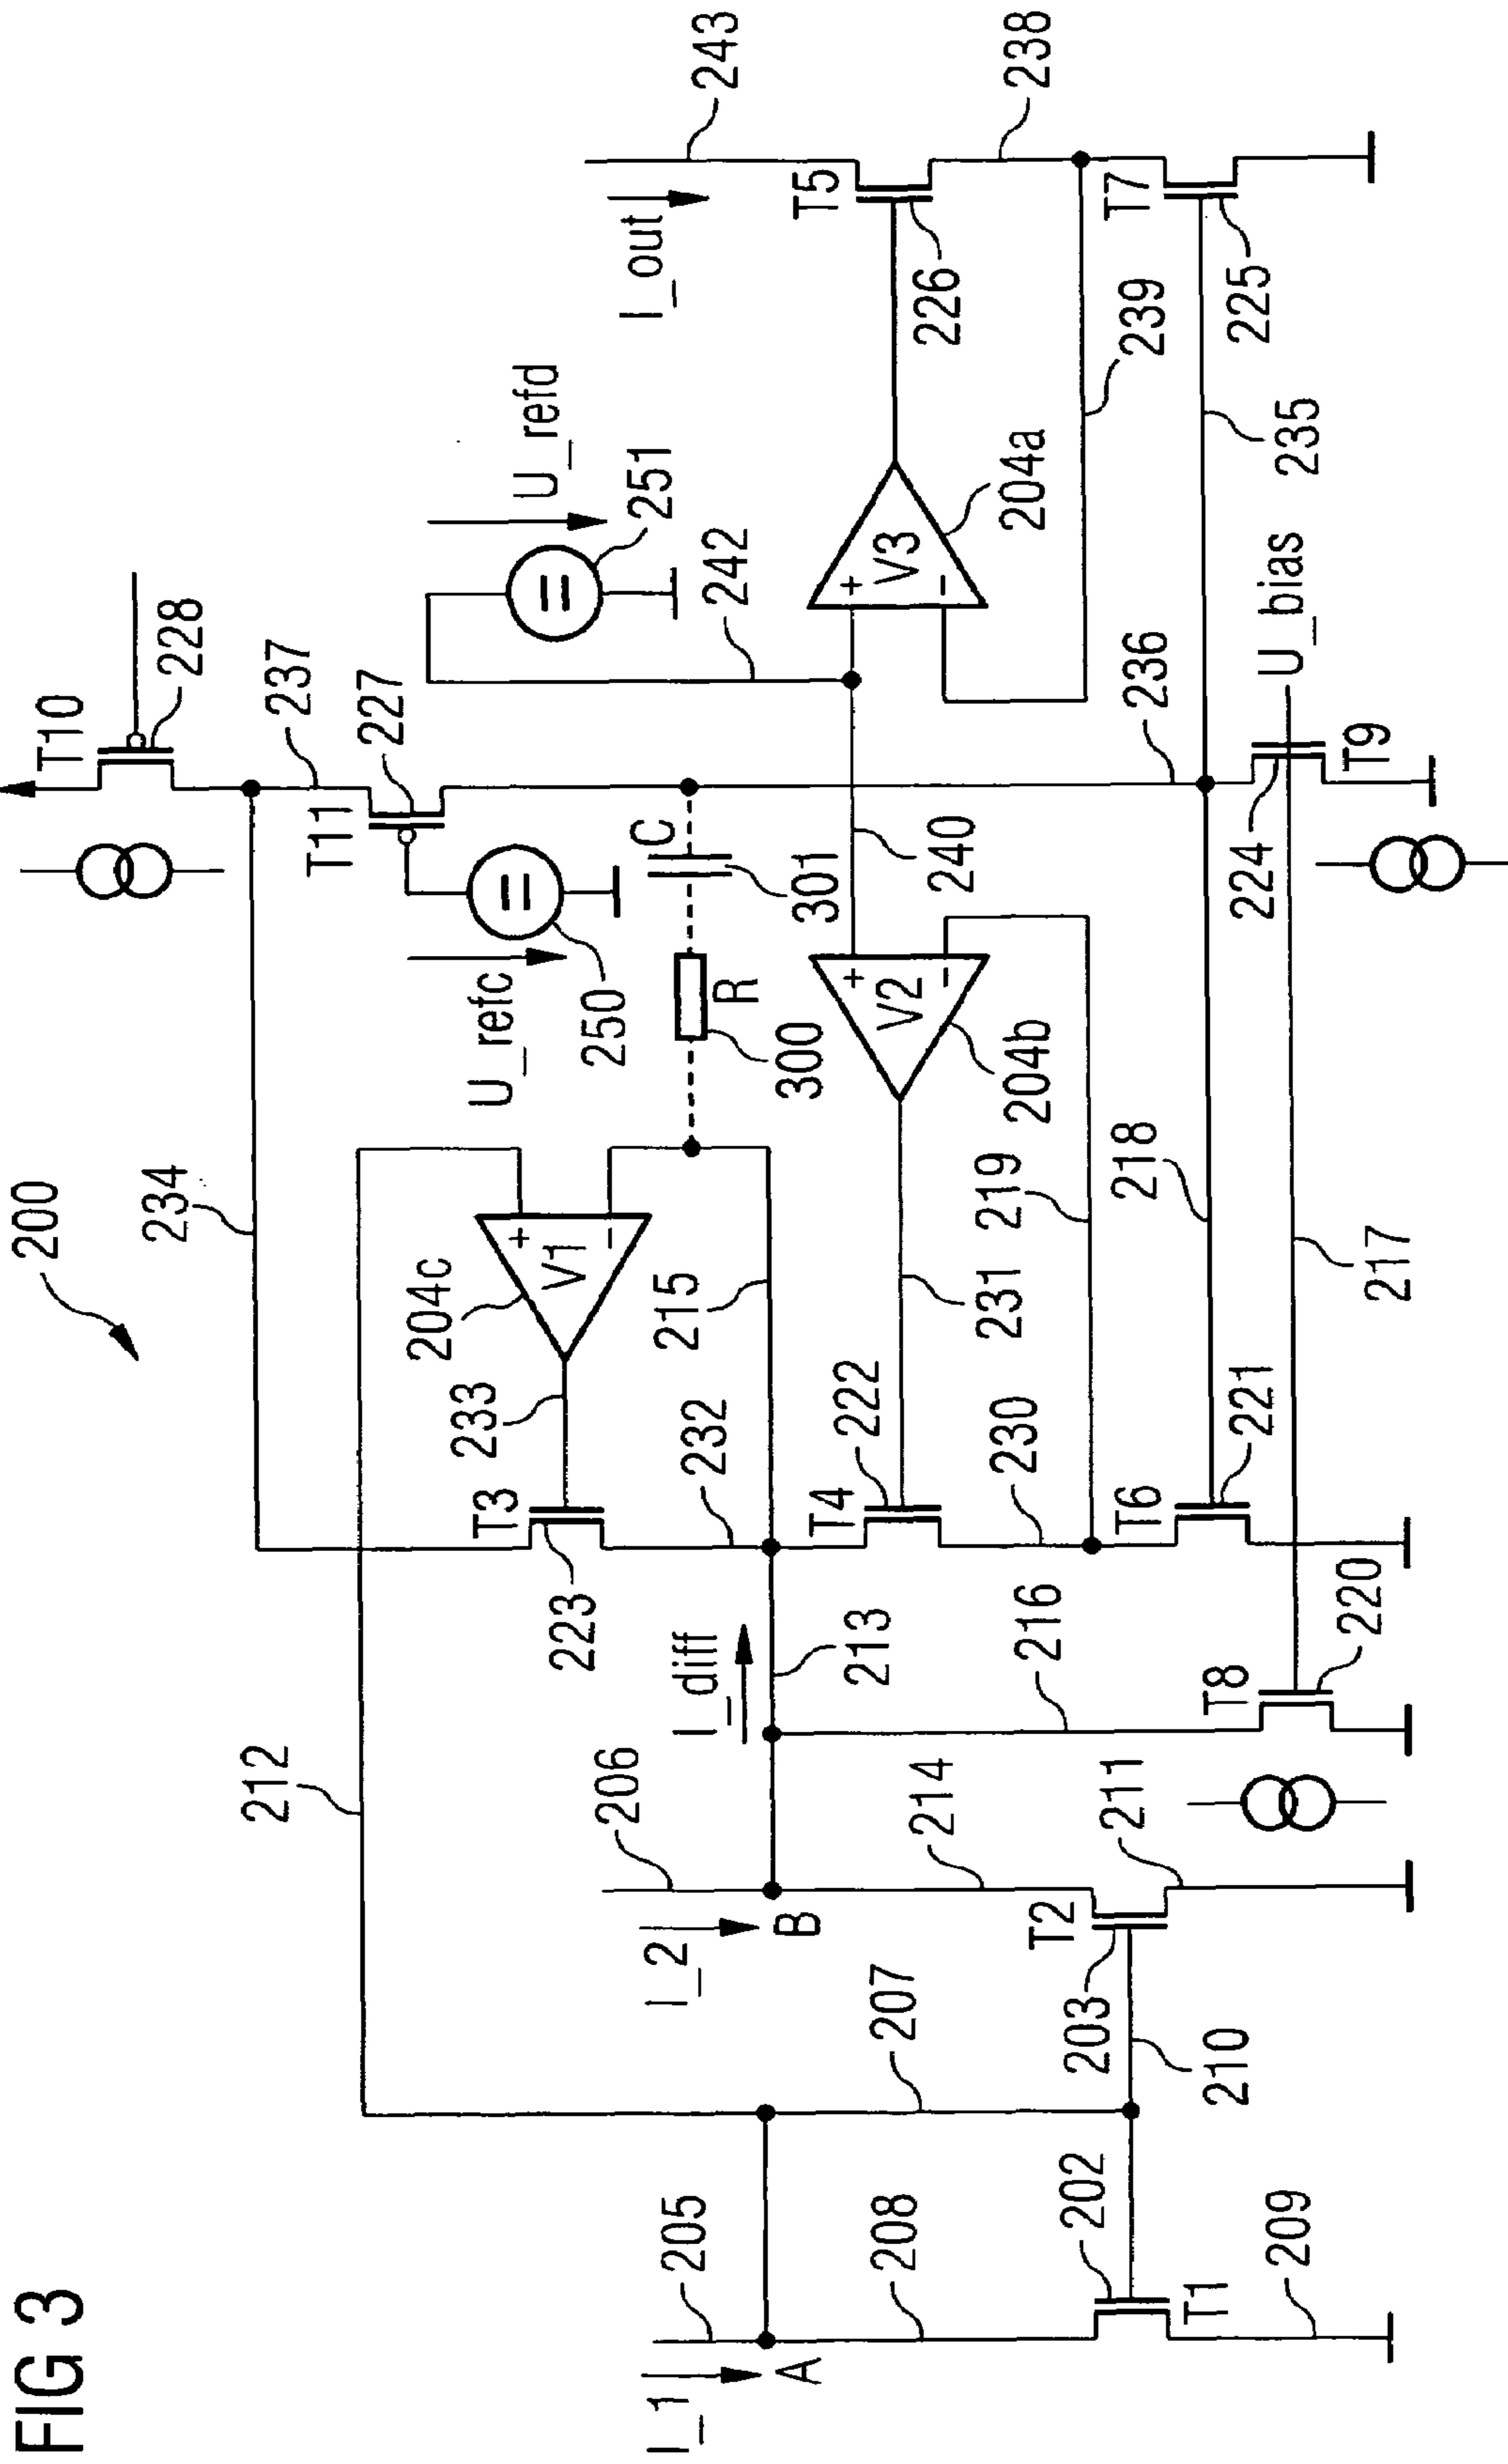 FIG 3
200
I_1
205
A
208
202
T1
209
212
207
210
203
T2
I_2
206
B
214
211
I_diff
213
216
T8
220
234
T3
223
233
204c
V1
+
-
232
215
T4
222
231
230
219
T6
221
218
217
T10
228
237
T11
227
U_refc
250
=
C
301
R
300
240
V2
+
-
204b
U_refd
251
=
242
V3
+
-
204a
236
U_bias
T9
224
I_out
243
T5
226
238
239
T7
225
235